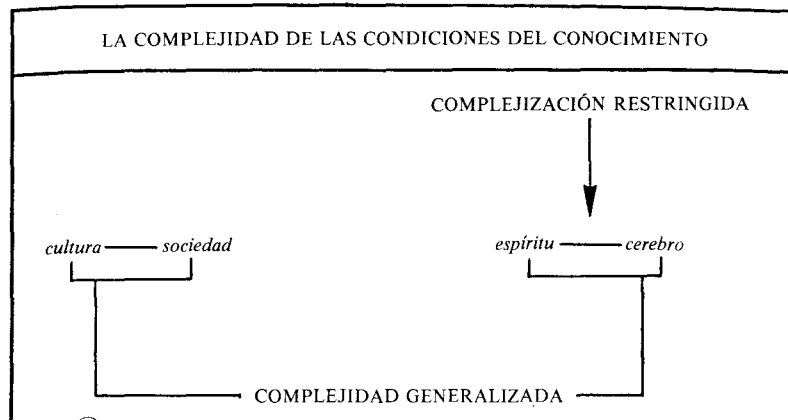 LA COMPLEJIDAD DE LAS CONDICIONES DEL CONOCIMIENTO
COMPLEJIZACIÓN RESTRINGIDA
cultura sociedad espíritu cerebro
COMPLEJIDAD GENERALIZADA